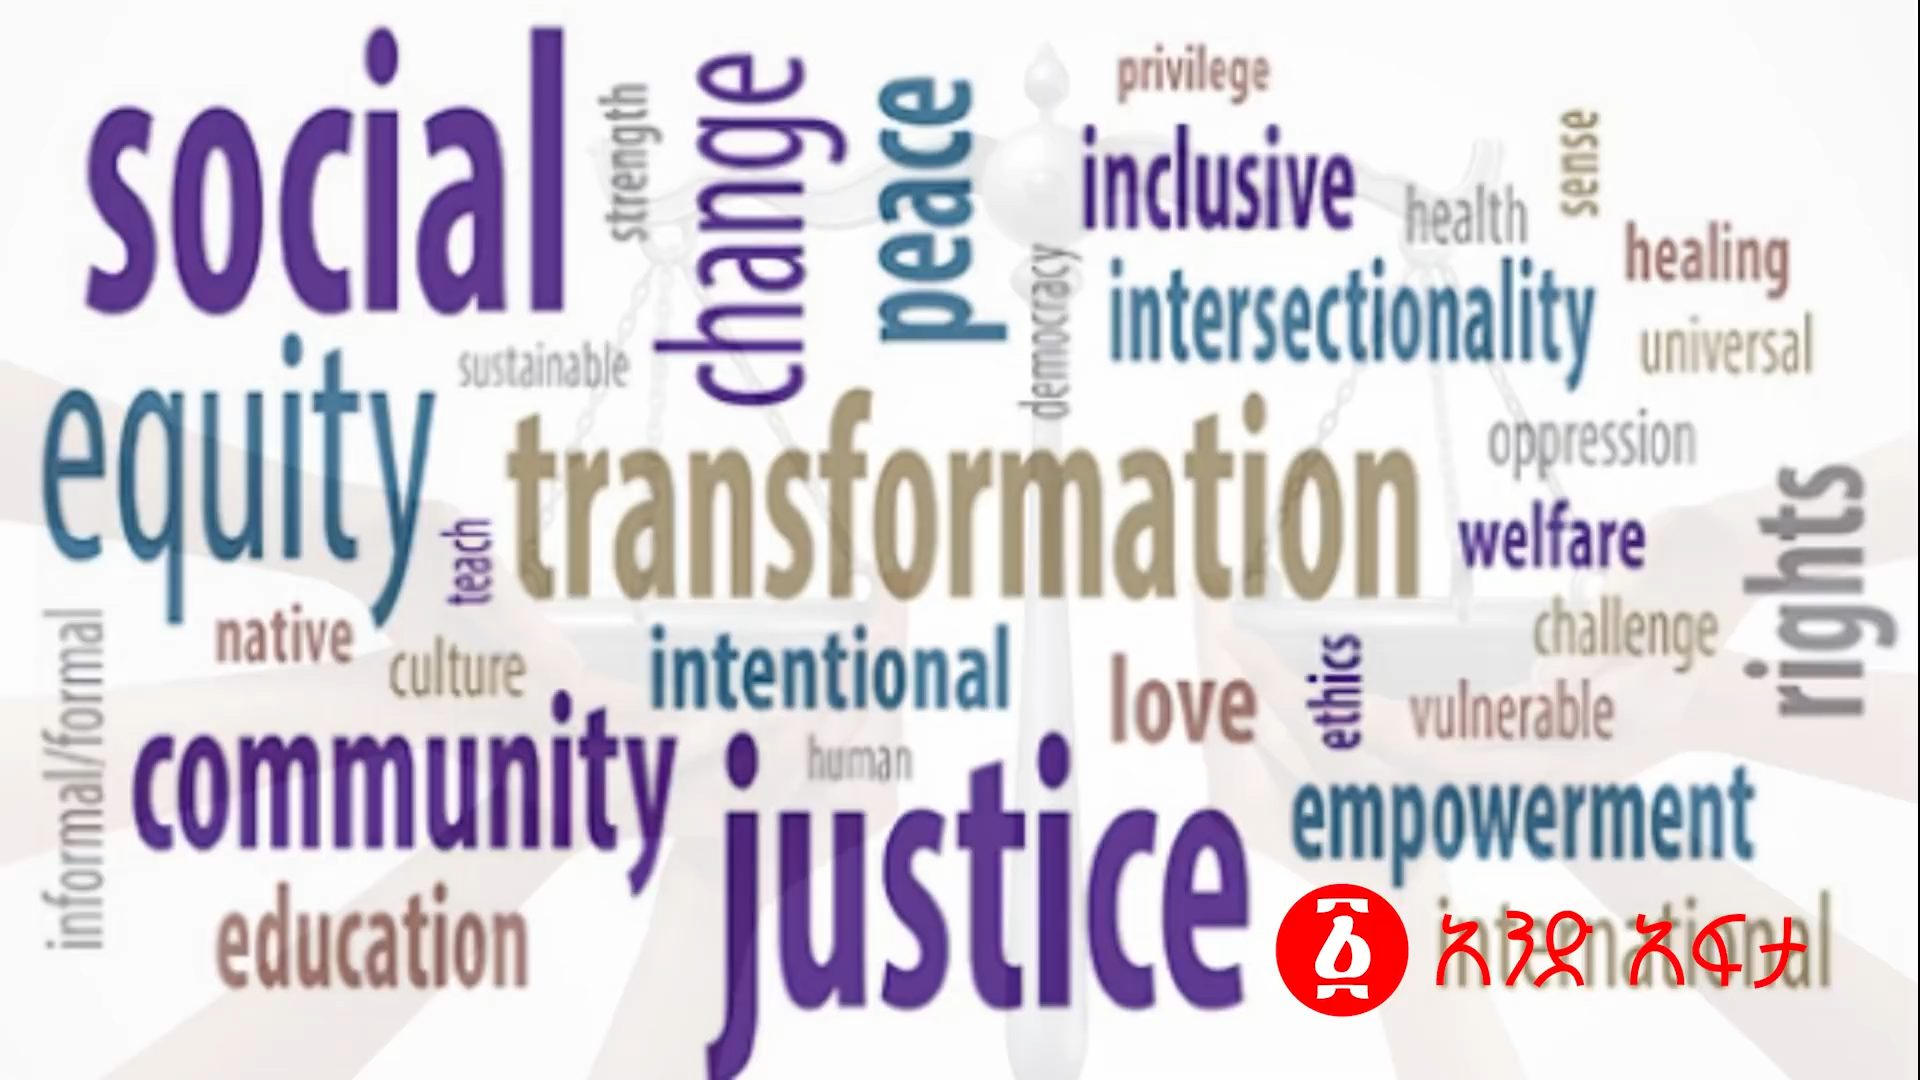 privilege
social
strength
change
peace
inclusive
sense
health
healing
democracy
intersectionality
universal
sustainable
equity
transformation
oppression
teach
welfare
rights
native
culture
intentional
love
ethics
challenge
vulnerable
informal/formal
community
human
justice
empowerment
education
international
፩
አንድ አፍታ